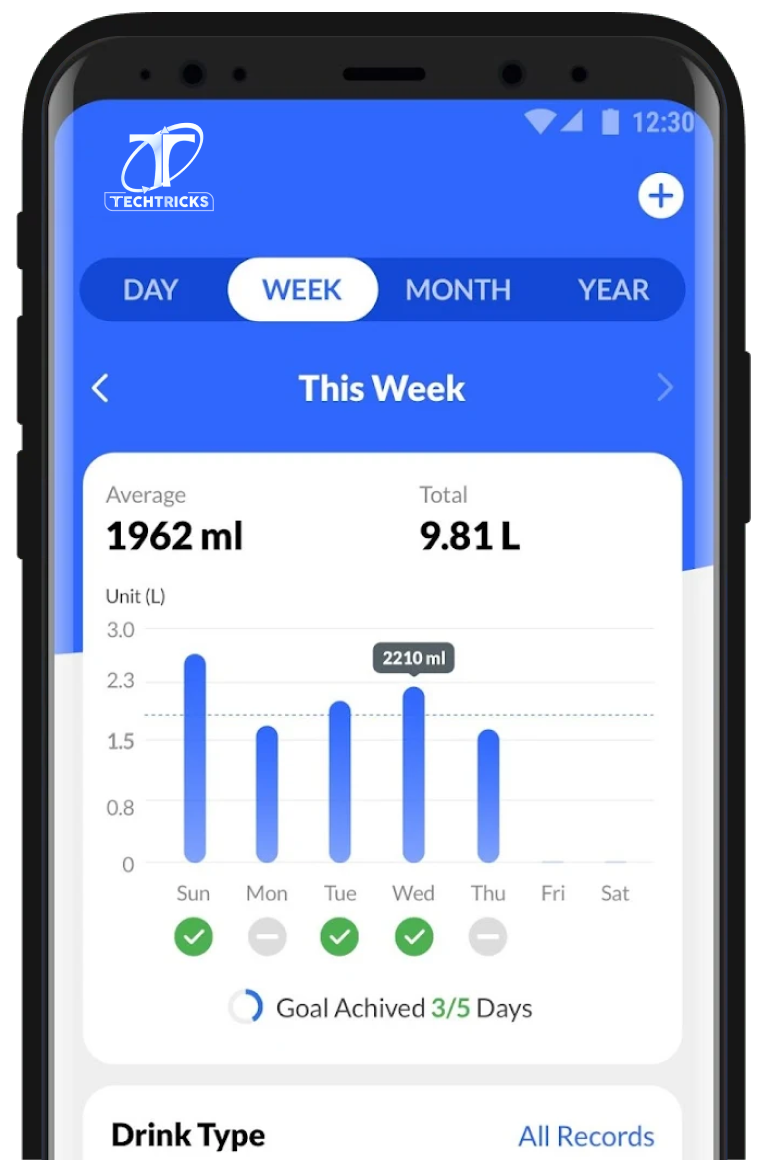 12:30
TECHTRICKS
DAY WEEK MONTH YEAR
This Week
Average Total
1962 ml 9.81 L
Unit (L)
3.0
2210 ml
2.3
1.5
0.8
0
Sun Mon Tue Wed Thu Fri Sat
Goal Achived 3/5 Days
Drink Type All Records